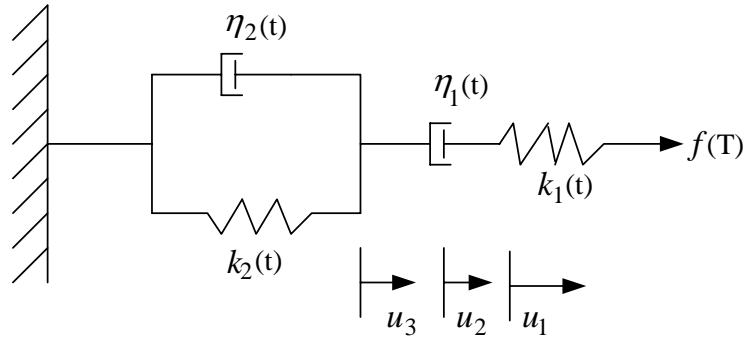 η₂(t)
η₁(t)
f(T)
k₁(t)
k₂(t)
u₃
u₂
u₁